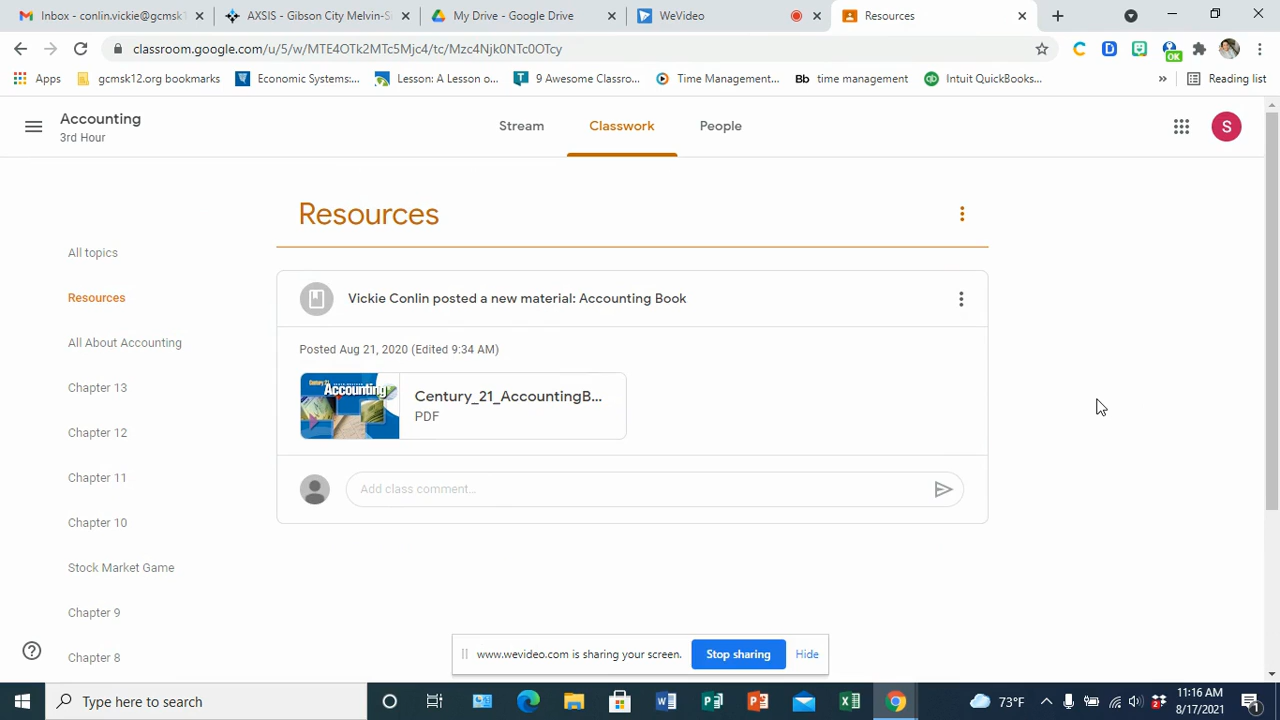 Inbox - conlin.vickie@gcmsk1
AXSIS - Gibson City Melvin-S
My Drive - Google Drive
WeVideo
Resources
classroom.google.com/u/5/w/MTE4OTk2MTc5Mjc4/tc/Mzc4Njk0NTc0OTcy
Apps
gcmsk12.org bookmarks
Economic Systems:...
Lesson: A Lesson o...
9 Awesome Classro...
Time Management...
Bb time management
Intuit QuickBooks...
»
Reading list
OK
Accounting
3rd Hour
Stream
Classwork
People
S
Resources
All topics
Resources
All About Accounting
Chapter 13
Chapter 12
Chapter 11
Chapter 10
Stock Market Game
Chapter 9
Chapter 8
Vickie Conlin posted a new material: Accounting Book
Posted Aug 21, 2020 (Edited 9:34 AM)
Accounting
Century_21_AccountingB...
PDF
Add class comment...
www.wevideo.com is sharing your screen.
Stop sharing
Hide
Type here to search
73°F
11:16 AM
8/17/2021